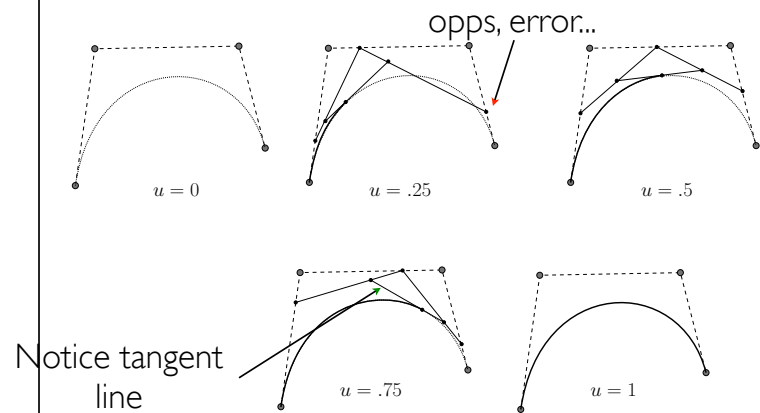 opps, error...
u = 0
u = .25
u = .5
Notice tangent
line
u = .75
u = 1